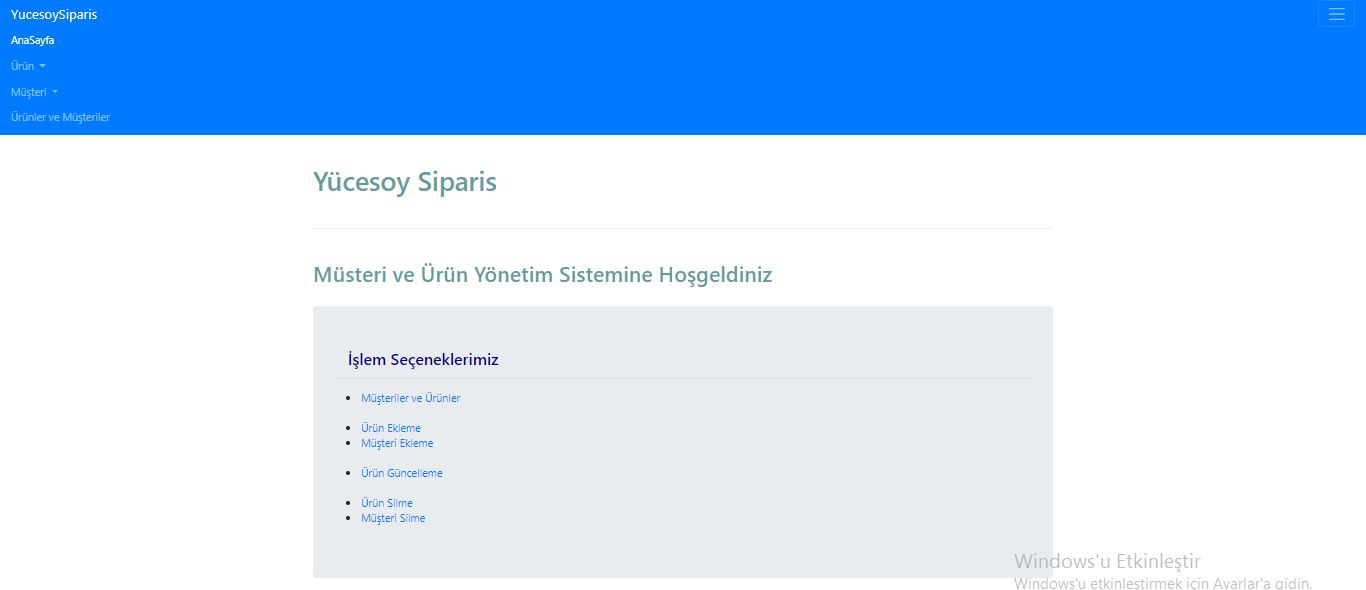 YucesoySiparis
AnaSayfa
Ürün
Müşteri
Ürünler ve Müşteriler
Yücesoy Siparis
Müsteri ve Ürün Yönetim Sistemine Hoşgeldiniz
İşlem Seçeneklerimiz
Müşteriler ve Ürünler
Ürün Ekleme
Müşteri Ekleme
Ürün Güncelleme
Ürün Silme
Müşteri Silme
Windows'u Etkinleştir
Windows'u etkinleştirmek için Ayarlar'a gidin.